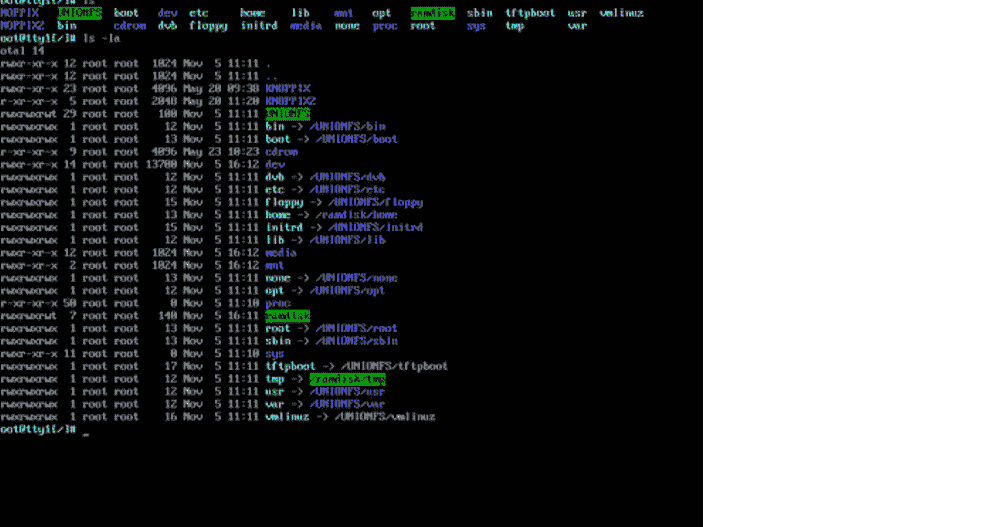 oot@tty1[/]# ls
NOPPIX UNIONFS boot dev etc home lib mnt opt ramdisk sbin tftpboot usr vmlinuz
NOPPIX2 bin cdrom dvb floppy initrd media none proc root sys tmp var
oot@tty1[/]# ls -la
otal 14
rwxr-xr-x 12 root root 1024 Nov 5 11:11 .
rwxr-xr-x 12 root root 1024 Nov 5 11:11 ..
rwxr-xr-x 23 root root 4096 May 20 09:38 KNOPPIX
r-xr-xr-x 5 root root 2048 May 20 11:20 KNOPPIX2
rwxrwxrwt 29 root root 100 Nov 5 11:11 UNIONFS
rwxrwxrwx 1 root root 12 Nov 5 11:11 bin -> /UNIONFS/bin
rwxrwxrwx 1 root root 13 Nov 5 11:11 boot -> /UNIONFS/boot
r-xr-xr-x 9 root root 4096 May 23 10:23 cdrom
rwxr-xr-x 14 root root 13700 Nov 5 16:12 dev
rwxrwxrwx 1 root root 12 Nov 5 11:11 dvb -> /UNIONFS/dvb
rwxrwxrwx 1 root root 12 Nov 5 11:11 etc -> /UNIONFS/etc
rwxrwxrwx 1 root root 15 Nov 5 11:11 floppy -> /UNIONFS/floppy
rwxrwxrwx 1 root root 13 Nov 5 11:11 home -> /ramdisk/home
rwxrwxrwx 1 root root 15 Nov 5 11:11 initrd -> /UNIONFS/initrd
rwxrwxrwx 1 root root 12 Nov 5 11:11 lib -> /UNIONFS/lib
rwxr-xr-x 12 root root 1024 Nov 5 16:12 media
rwxr-xr-x 2 root root 1024 Nov 5 16:12 mnt
rwxrwxrwx 1 root root 13 Nov 5 11:11 none -> /UNIONFS/none
rwxrwxrwx 1 root root 12 Nov 5 11:11 opt -> /UNIONFS/opt
r-xr-xr-x 50 root root 0 Nov 5 11:10 proc
rwxrwxrwt 7 root root 140 Nov 5 16:11 ramdisk
rwxrwxrwx 1 root root 13 Nov 5 11:11 root -> /UNIONFS/root
rwxrwxrwx 1 root root 13 Nov 5 11:11 sbin -> /UNIONFS/sbin
rwxr-xr-x 11 root root 0 Nov 5 11:10 sys
rwxrwxrwx 1 root root 17 Nov 5 11:11 tftpboot -> /UNIONFS/tftpboot
rwxrwxrwx 1 root root 12 Nov 5 11:11 tmp -> /ramdisk/tmp
rwxrwxrwx 1 root root 12 Nov 5 11:11 usr -> /UNIONFS/usr
rwxrwxrwx 1 root root 12 Nov 5 11:11 var -> /UNIONFS/var
rwxrwxrwx 1 root root 16 Nov 5 11:11 vmlinuz -> /UNIONFS/vmlinuz
oot@tty1[/]# _